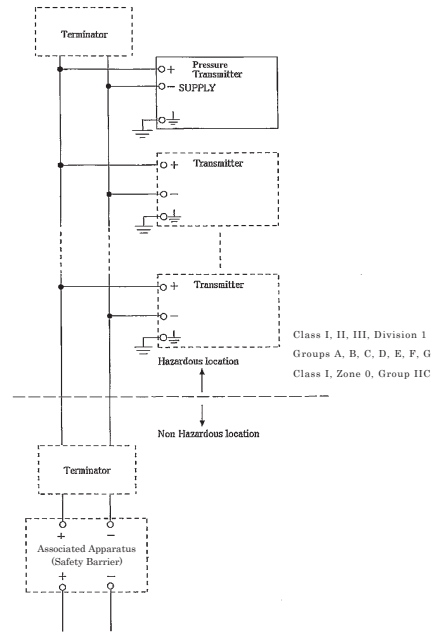 Terminator
+ Pressure
Transmitter
− SUPPLY
+ Transmitter
−
+ Transmitter
−
Hazardous location
Class I, II, III, Division 1
Groups A, B, C, D, E, F, G
Class I, Zone 0, Group IIC
Non Hazardous location
Terminator
+ −
Associated Apparatus
(Safety Barrier)
+ −